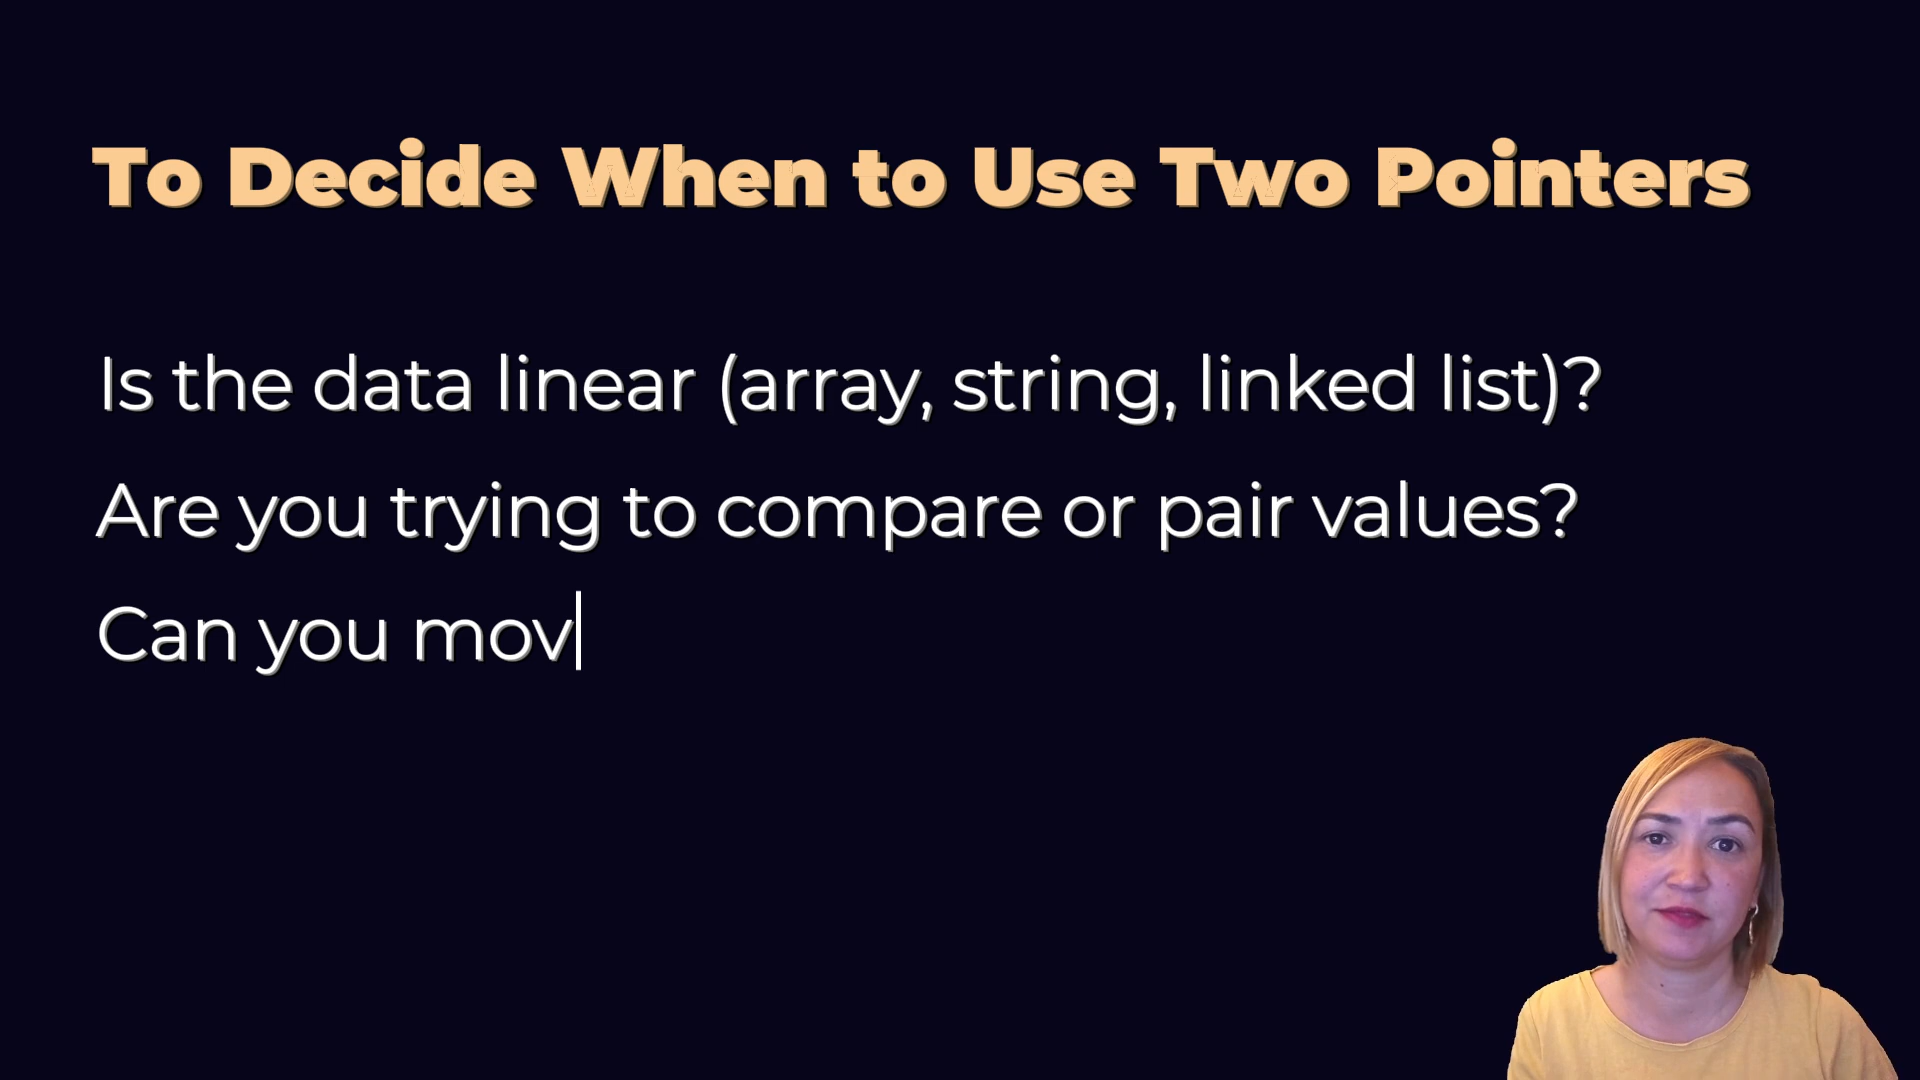 To Decide When to Use Two Pointers
Is the data linear (array, string, linked list)?
Are you trying to compare or pair values?
Can you mov